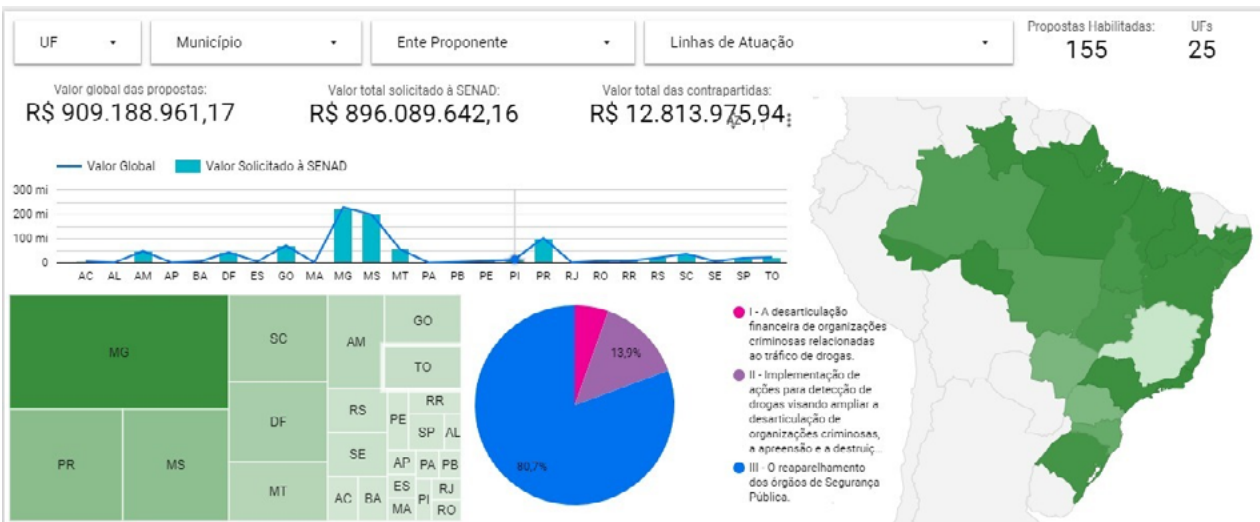 UF
Município
Ente Proponente
Linhas de Atuação
Propostas Habilitadas:
155
UFs
25
Valor global das propostas:
R$ 909.188.961,17
Valor total solicitado à SENAD:
R$ 896.089.642,16
Valor total das contrapartidas:
R$ 12.813.975,94
Valor Global
Valor Solicitado à SENAD
300 mi
200 mi
100 mi
0
AC AL AM AP BA DF ES GO MA MG MS MT PA PB PE PI PR RJ RO RR RS SC SE SP TO
MG
PR
MS
SC
DF
MT
AM
RS
SE
AC
BA
GO
TO
PE
RR
SP
AL
AP
PA
PB
ES
MA
PI
RJ
RO
13,9%
80,7%
I - A desarticulação
financeira de organizações
criminosas relacionadas
ao tráfico de drogas.
II - Implementação de
ações para detecção de
drogas visando ampliar a
desarticulação de
organizações criminosas,
a apreensão e a destruiç...
III - O reaparelhamento
dos órgãos de Segurança
Pública.